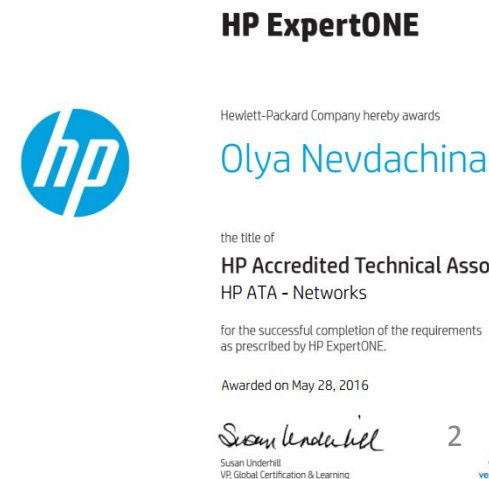 HP ExpertONE
hp
Hewlett-Packard Company hereby awards
Olya Nevdachina
the title of
HP Accredited Technical Asso
HP ATA - Networks
for the successful completion of the requirements
as prescribed by HP ExpertONE.
Awarded on May 28, 2016
Susan Underhill
2
Susan Underhill
VP, Global Certification & Learning
ve